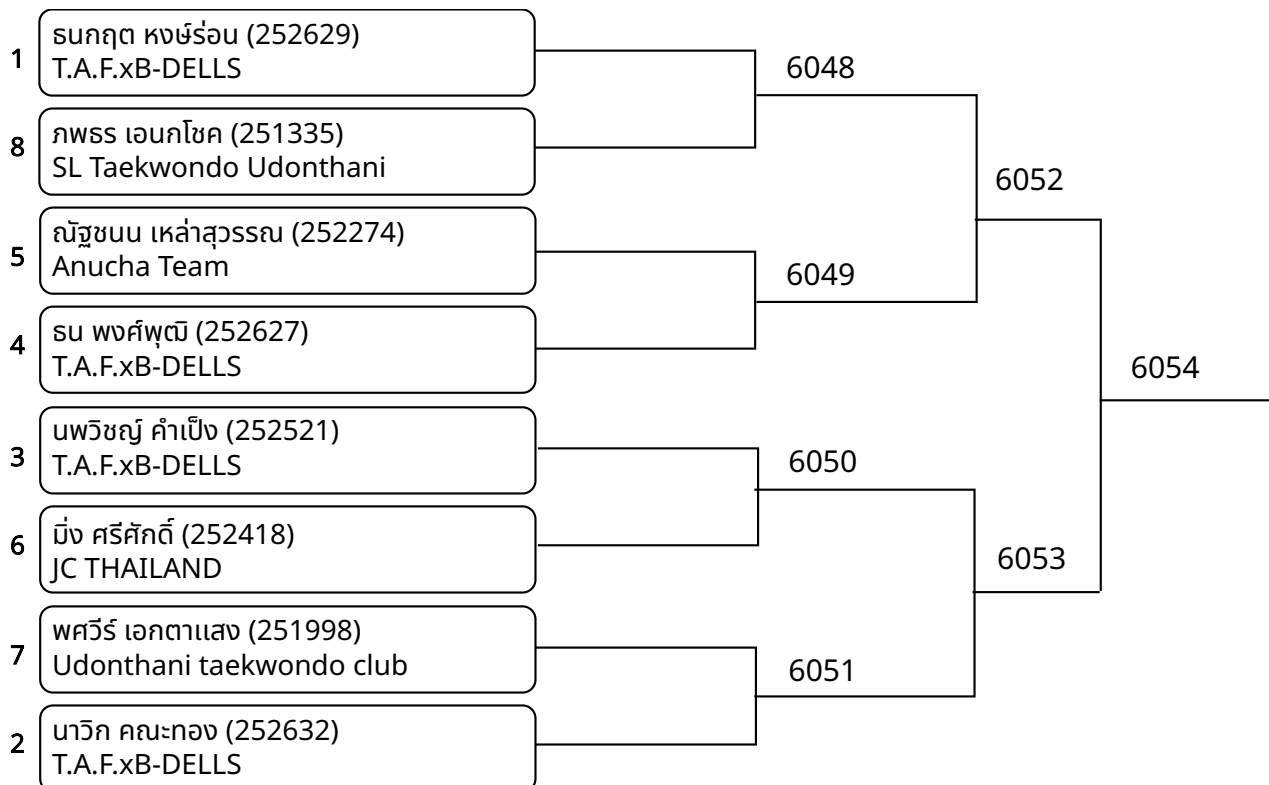 1
ธนกฤต หงษ์ร่อน (252629)
T.A.F.xB-DELLS
8
ภพธร เอนกโชค (251335)
SL Taekwondo Udonthani
6048
5
ณัฐชนน เหล่าสุวรรณ (252274)
Anucha Team
4
ธน พงศ์พุฒิ (252627)
T.A.F.xB-DELLS
6049
6052
3
นพวิชญ์ คำเป็ง (252521)
T.A.F.xB-DELLS
6
มิ่ง ศรีศักดิ์ (252418)
JC THAILAND
6050
7
พศวีร์ เอกตาแสง (251998)
Udonthani taekwondo club
2
นาวิก คณะทอง (252632)
T.A.F.xB-DELLS
6051
6053
6054